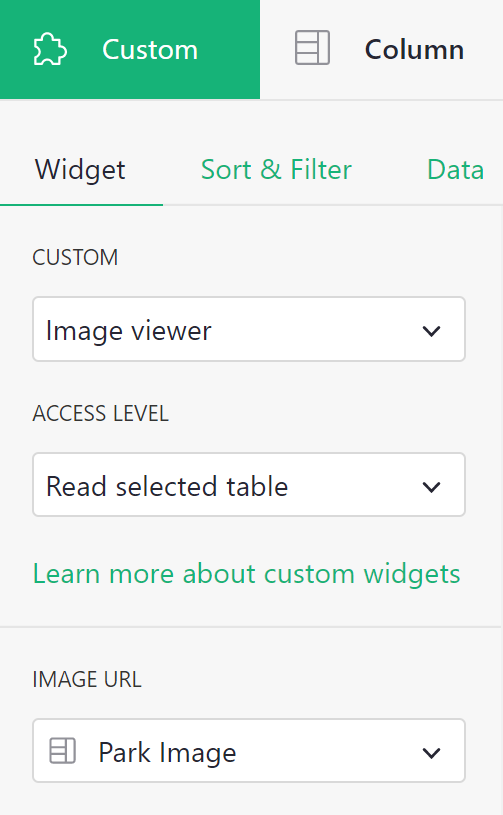 Custom Column
Widget Sort & Filter Data
CUSTOM
Image viewer
ACCESS LEVEL
Read selected table
Learn more about custom widgets
IMAGE URL
Park Image